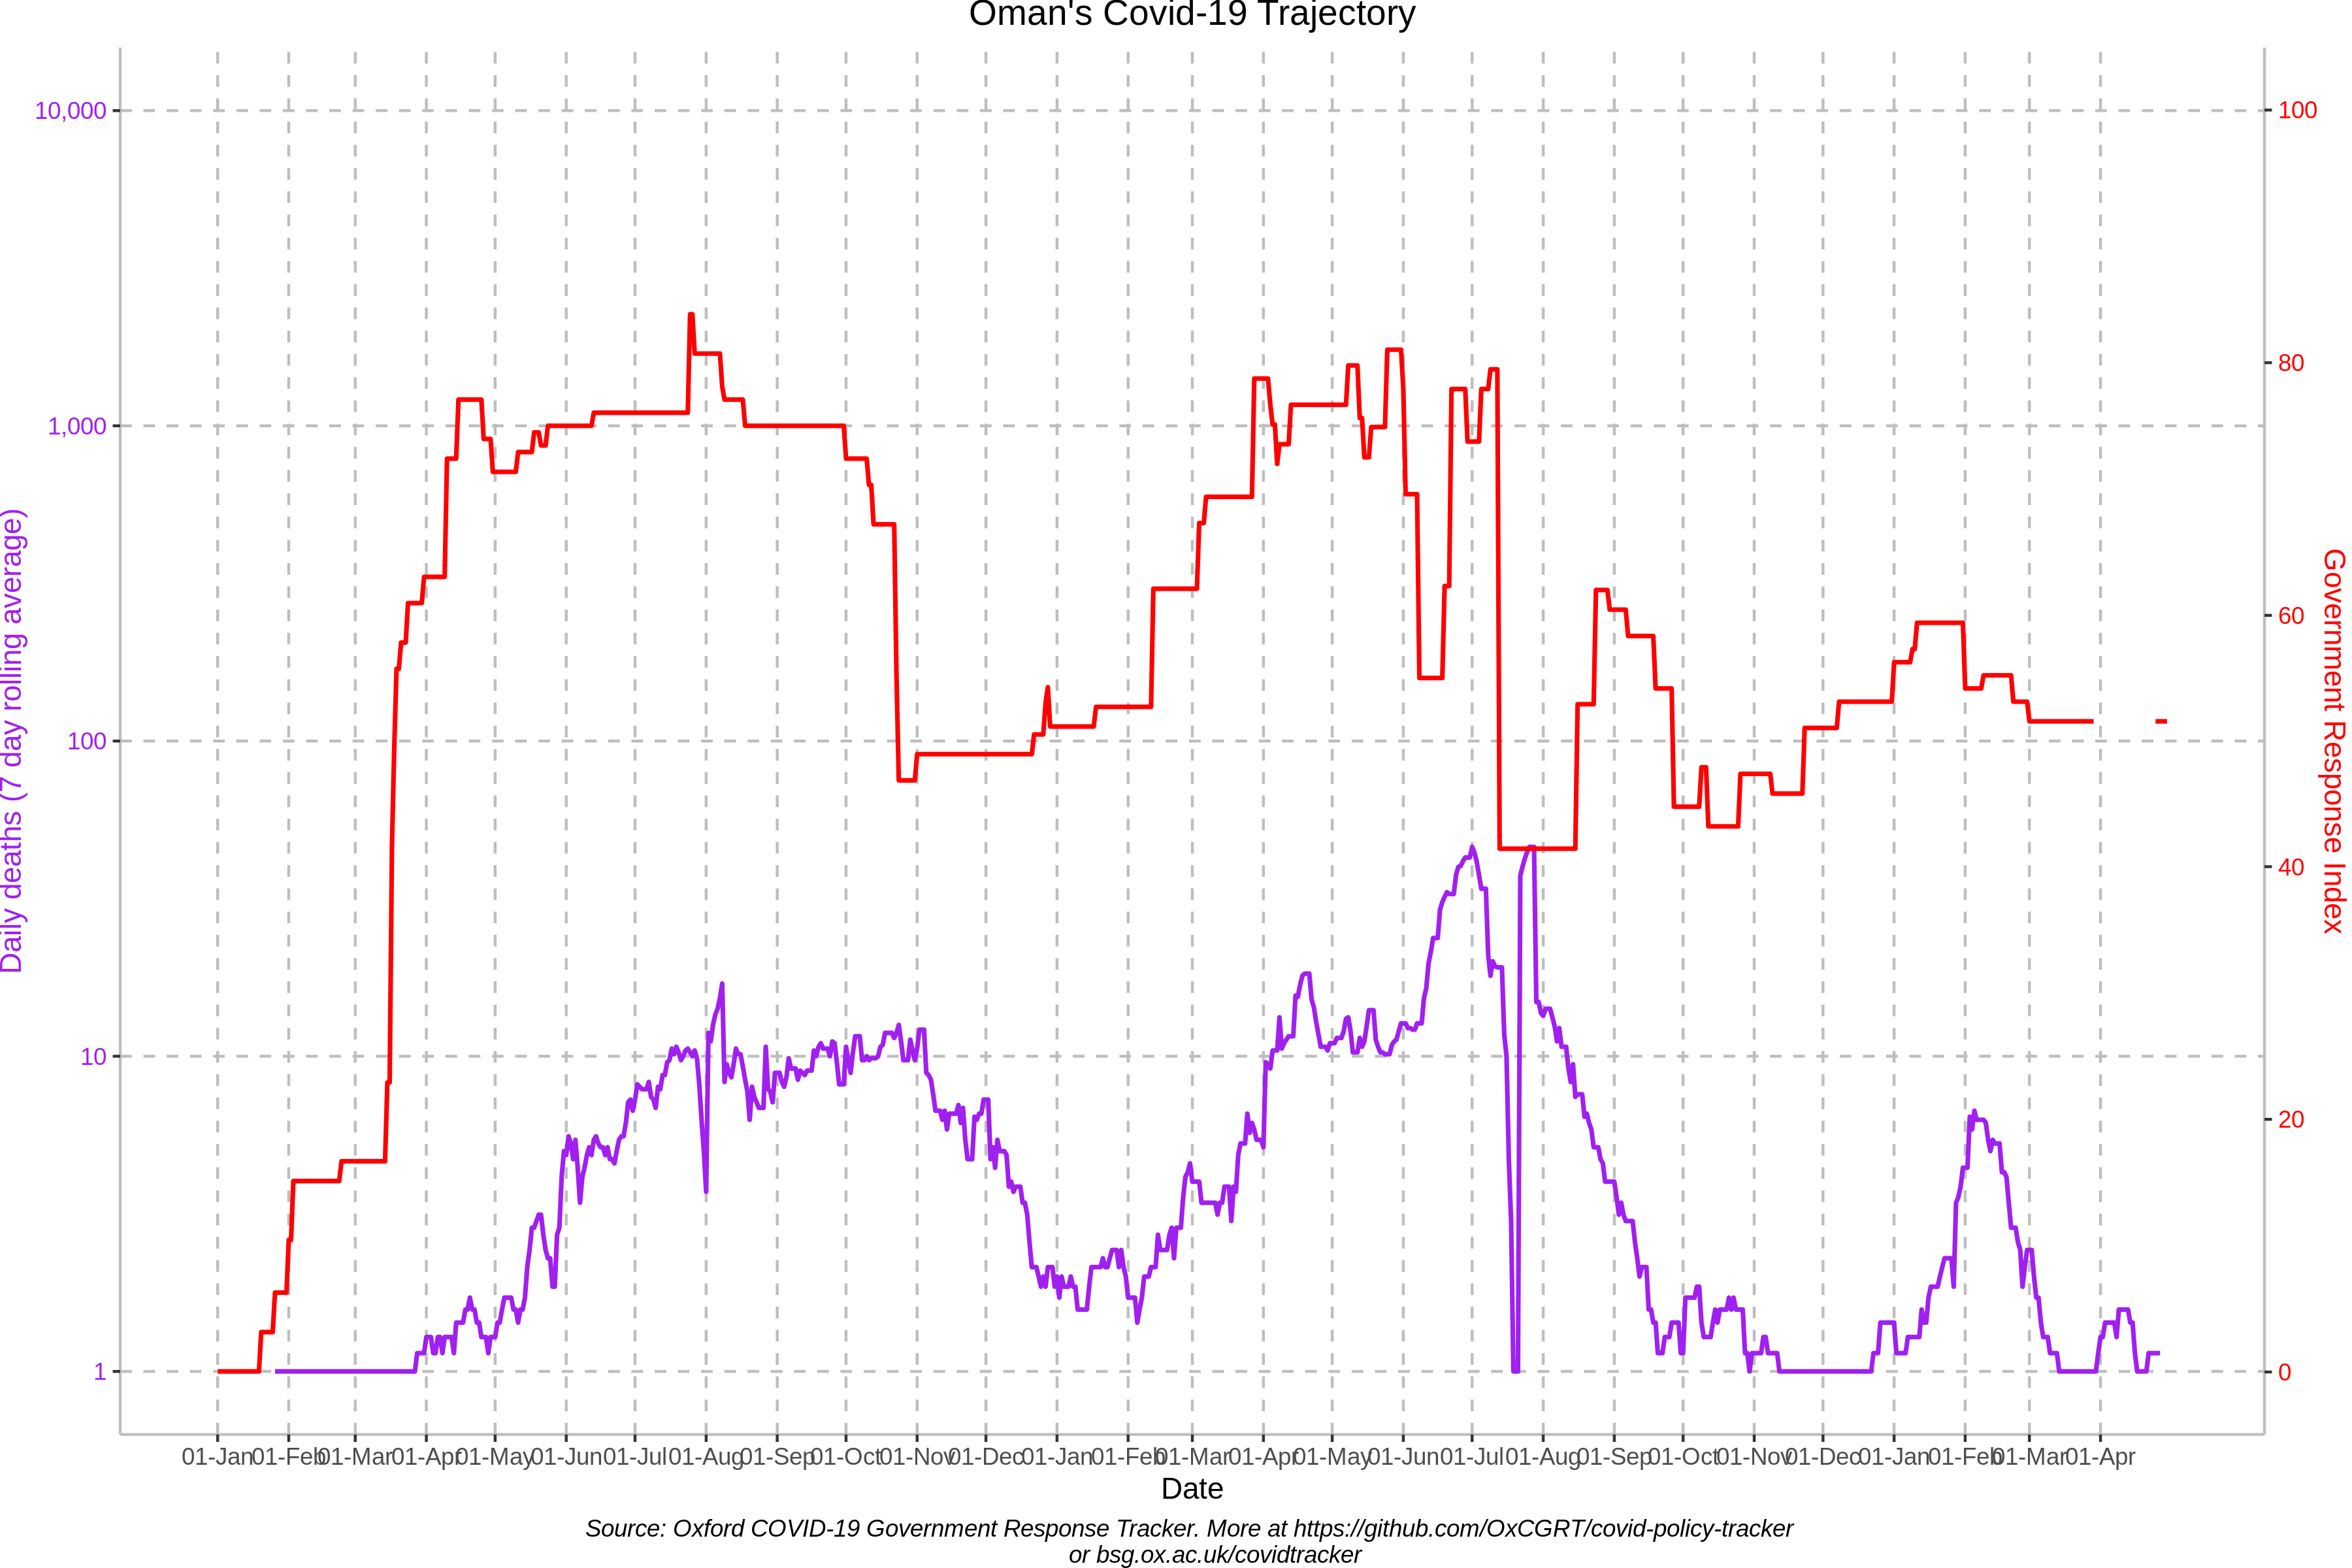 Oman's Covid-19 Trajectory
10,000
1,000
100
10
1
Daily deaths (7 day rolling average)
100
80
60
40
20
0
Government Response Index
01-Jan 01-Feb 01-Mar 01-Apr 01-May 01-Jun 01-Jul 01-Aug 01-Sep 01-Oct 01-Nov 01-Dec 01-Jan 01-Feb 01-Mar 01-Apr 01-May 01-Jun 01-Jul 01-Aug 01-Sep 01-Oct 01-Nov 01-Dec 01-Jan 01-Feb 01-Mar 01-Apr
Date
Source: Oxford COVID-19 Government Response Tracker. More at https://github.com/OxCGRT/covid-policy-tracker
or bsg.ox.ac.uk/covidtracker